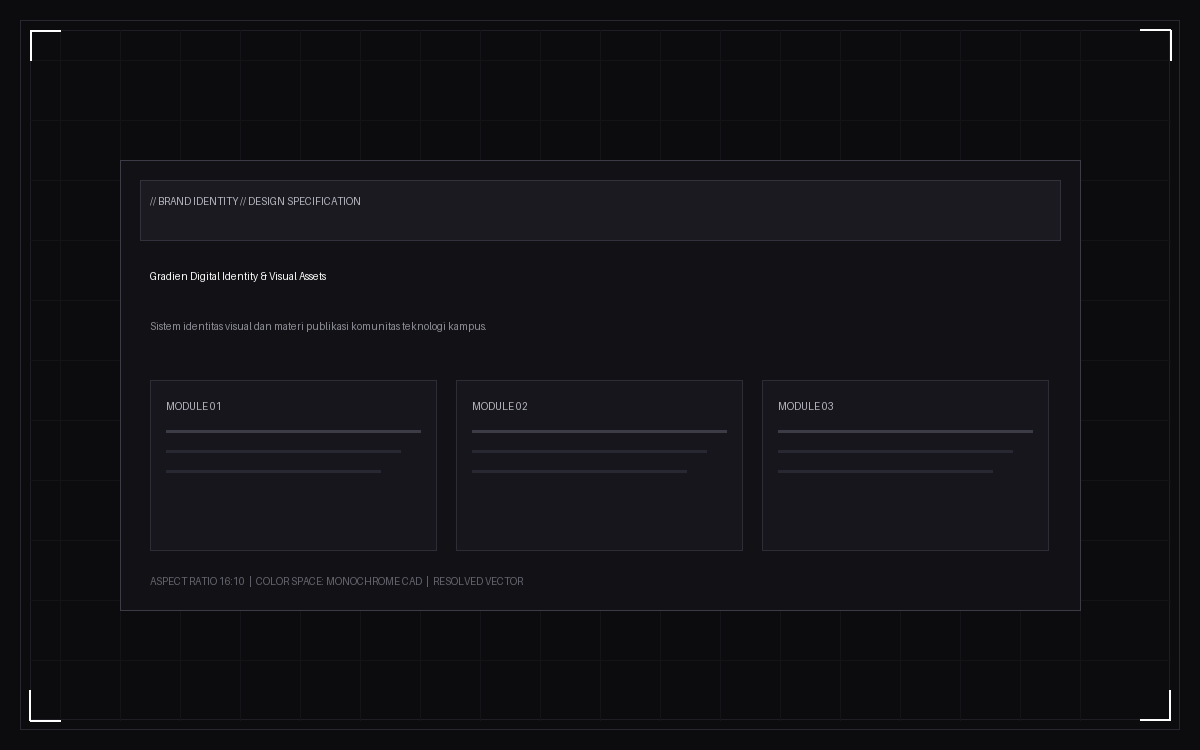 // BRAND IDENTITY // DESIGN SPECIFICATION
Gradien Digital Identity & Visual Assets
Sistem identitas visual dan materi publikasi komunitas teknologi kampus.
MODULE 01
MODULE 02
MODULE 03
ASPECT RATIO 16:10 | COLOR SPACE: MONOCHROME CAD | RESOLVED VECTOR